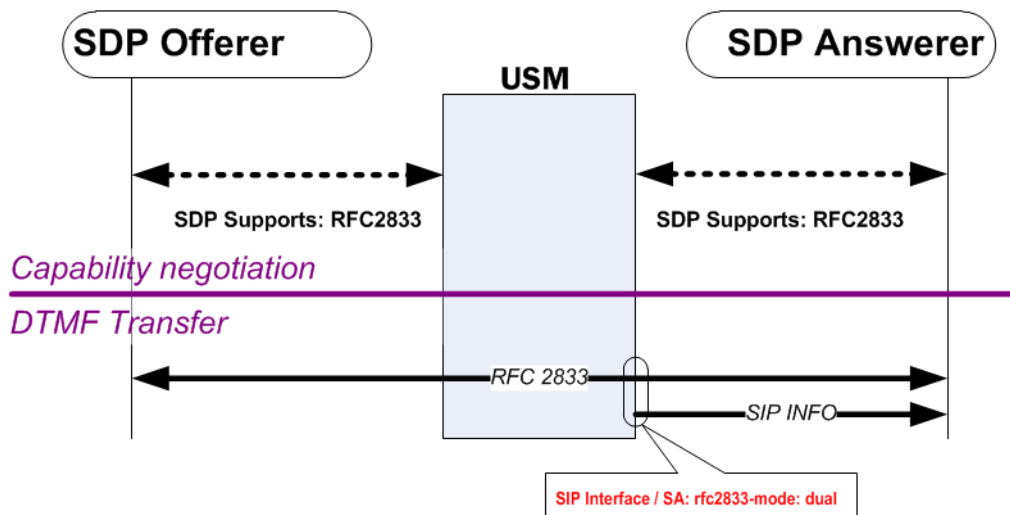 SDP Offerer
SDP Answerer
USM
SDP Supports: RFC2833
SDP Supports: RFC2833
Capability negotiation
DTMF Transfer
RFC 2833
SIP INFO
SIP Interface / SA: rfc2833-mode: dual